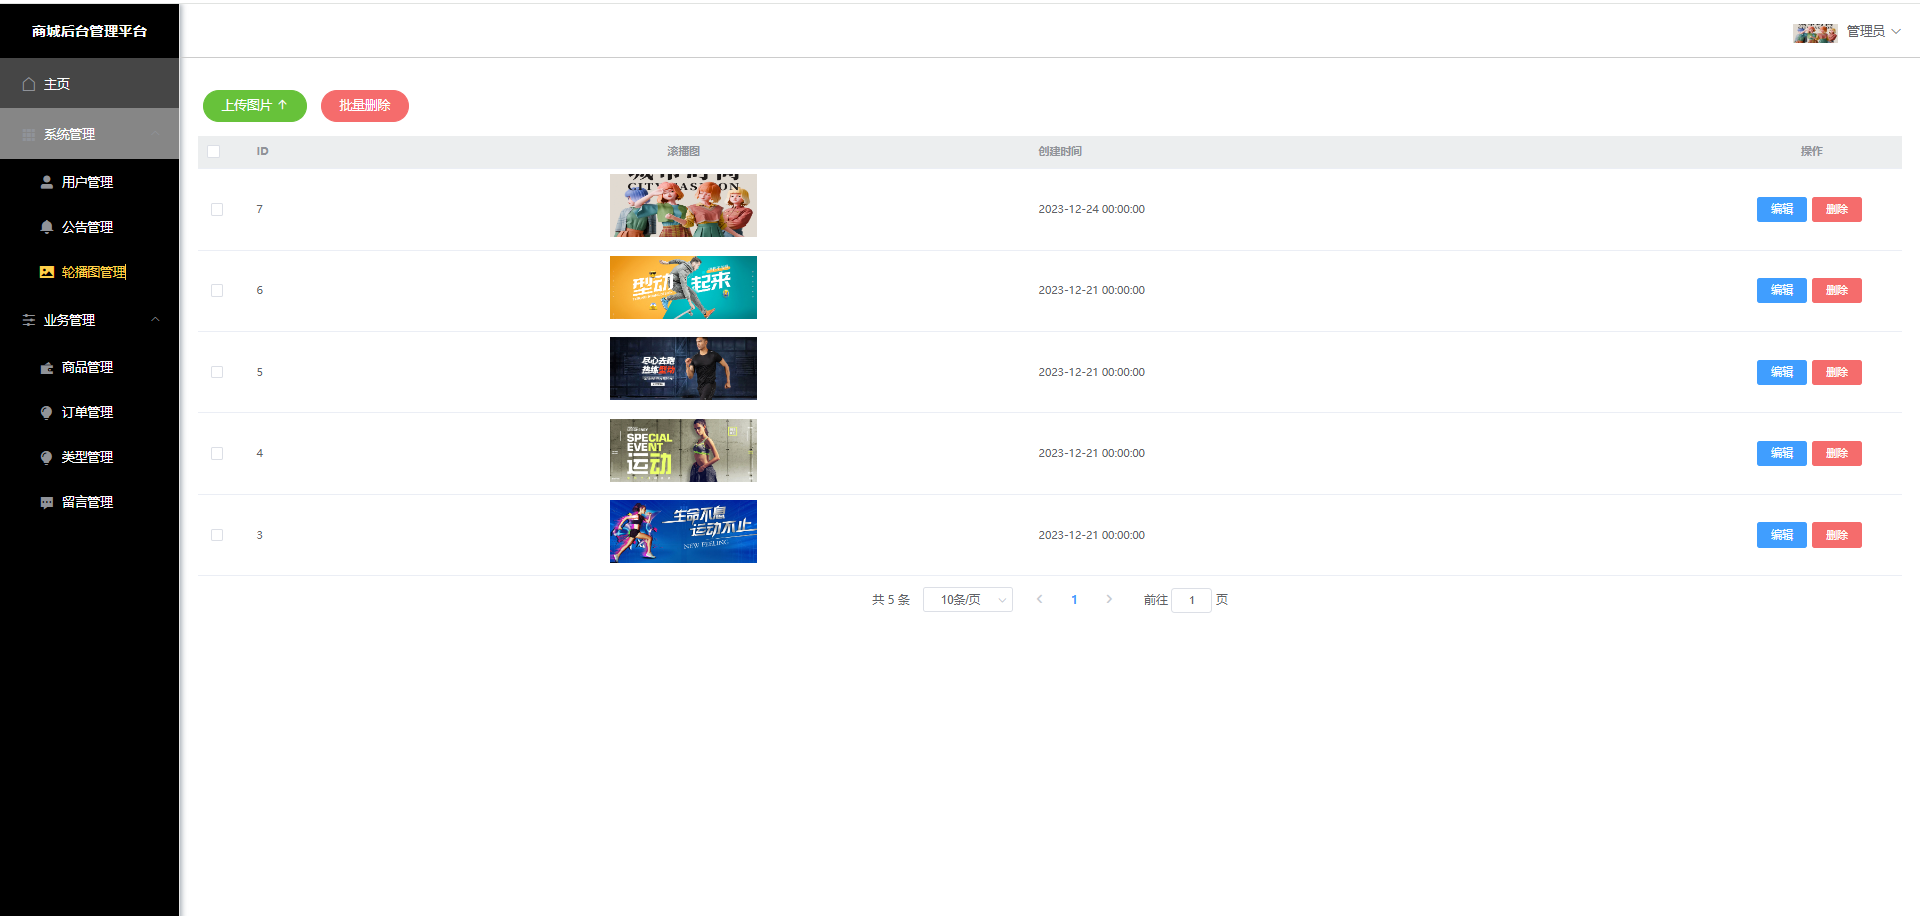 商城后台管理平台
管理员
主页
系统管理
用户管理
公告管理
轮播图管理
业务管理
商品管理
订单管理
类型管理
留言管理
上传图片
批量删除
ID 滚播图 创建时间 操作
CITY FASHION
7 2023-12-24 00:00:00 编辑 删除
型动 起来
6 2023-12-21 00:00:00 编辑 删除
尽心去跑
热练型动
5 2023-12-21 00:00:00 编辑 删除
SPECIAL
EVENT
运动
4 2023-12-21 00:00:00 编辑 删除
生命不息
运动不止
NEW FEELING
3 2023-12-21 00:00:00 编辑 删除
共 5 条 10条/页 1 前往 1 页